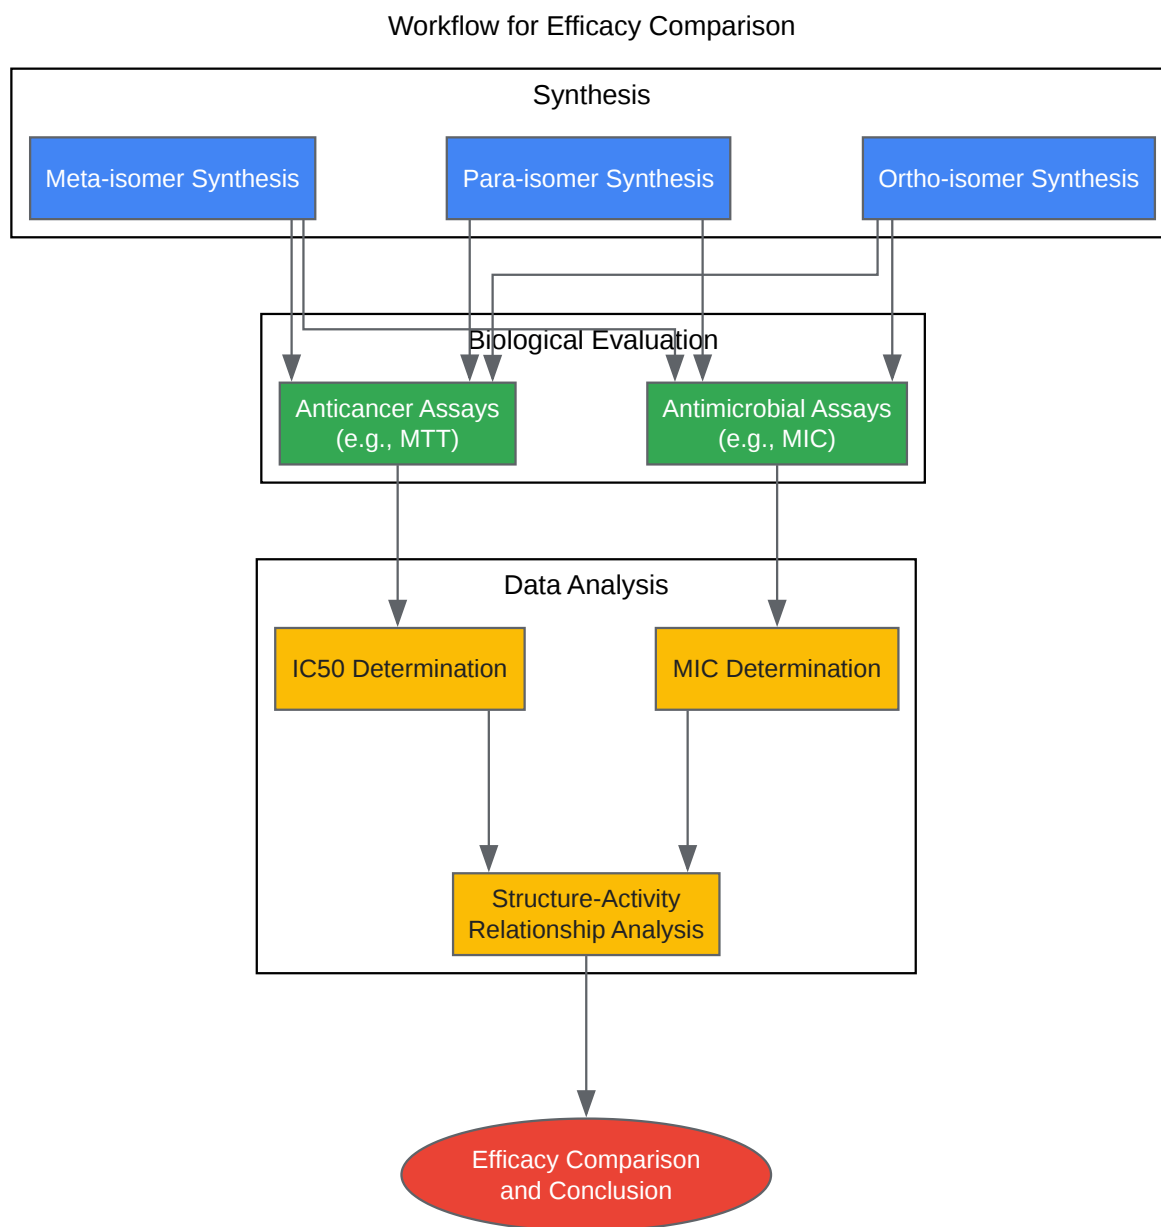 Workflow for Efficacy Comparison
Synthesis
Meta-isomer Synthesis
Para-isomer Synthesis
Ortho-isomer Synthesis
Biological Evaluation
Anticancer Assays
(e.g., MTT)
Antimicrobial Assays
(e.g., MIC)
Data Analysis
IC50 Determination
MIC Determination
Structure-Activity
Relationship Analysis
Efficacy Comparison
and Conclusion